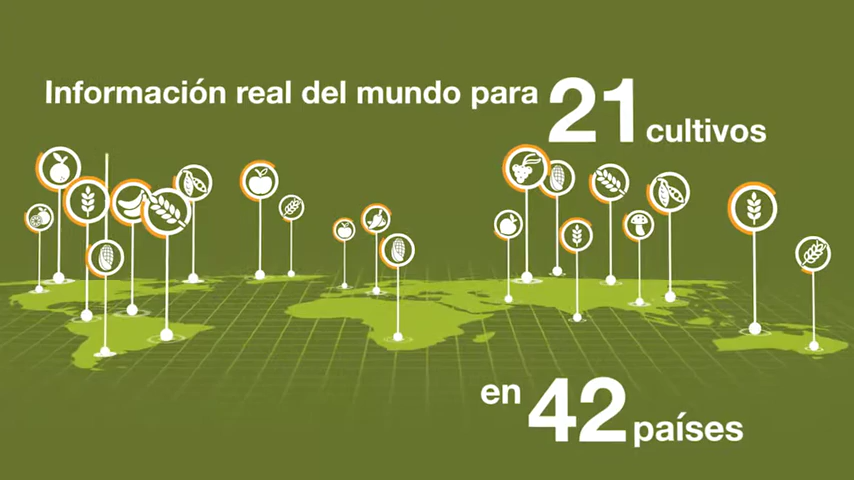 Información real del mundo para 21 cultivos
en 42 países